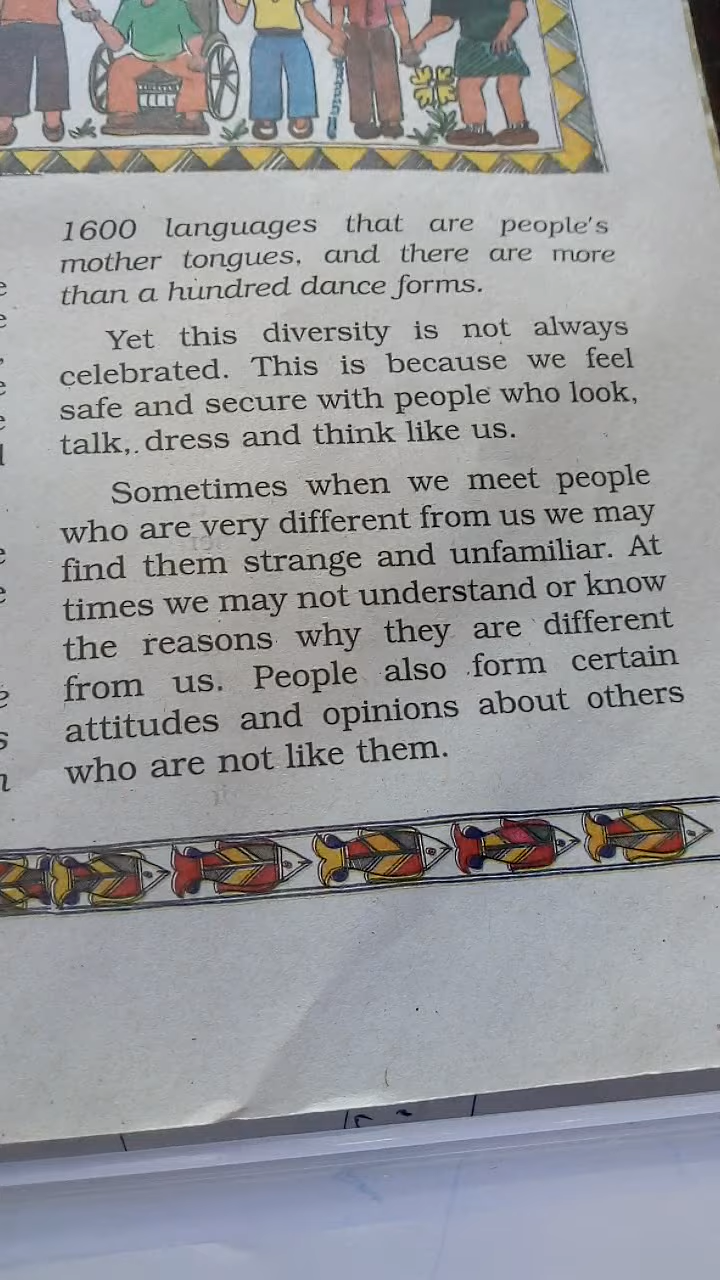 1600 languages that are people's
mother tongues, and there are more
than a hundred dance forms.
Yet this diversity is not always
celebrated. This is because we feel
safe and secure with people who look,
talk, dress and think like us.
Sometimes when we meet people
who are very different from us we may
find them strange and unfamiliar. At
times we may not understand or know
the reasons why they are different
from us. People also form certain
attitudes and opinions about others
who are not like them.